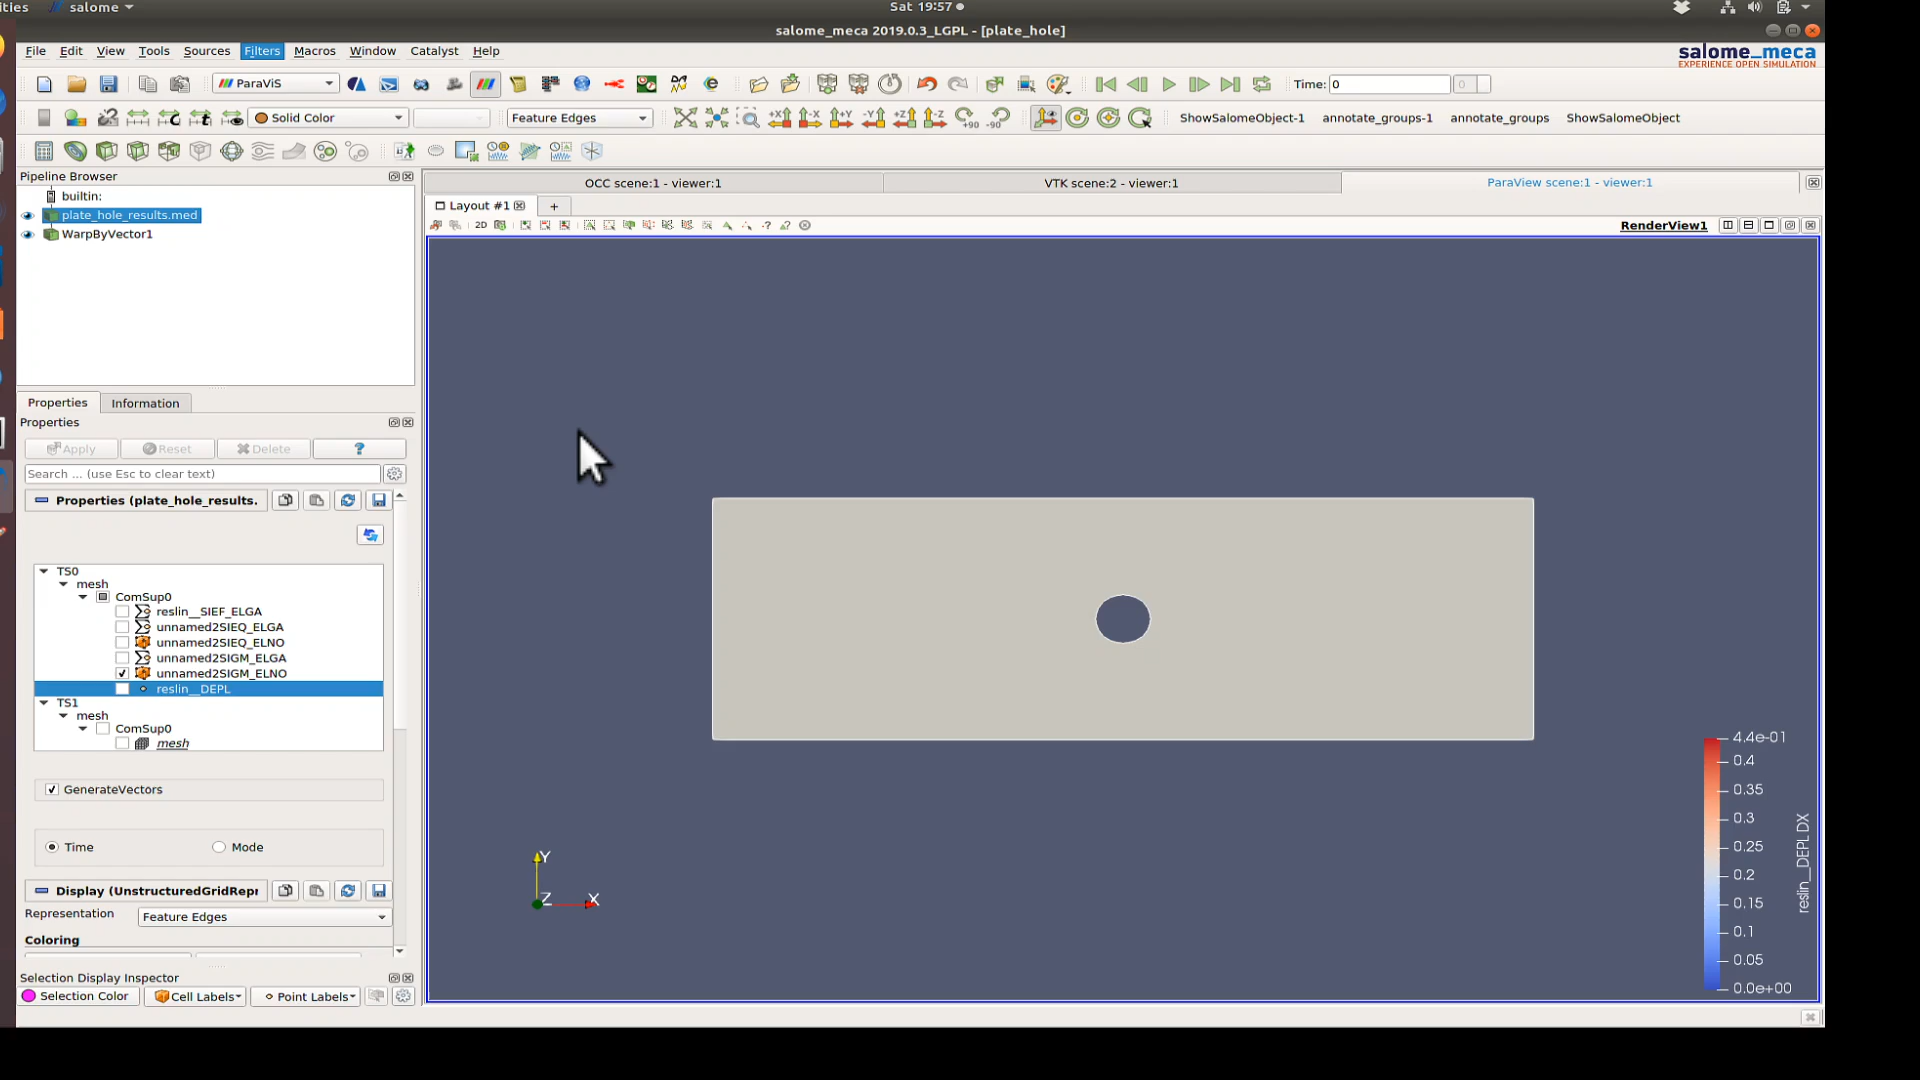 ities salome Sat 19:57
salome_meca 2019.0.3_LGPL - [plate_hole]
File Edit View Tools Sources Filters Macros Window Catalyst Help
salome_meca
EXPERIENCE OPEN SIMULATION
ParaViS Time: 0 0
Solid Color Feature Edges +X -X +Y -Y +Z -Z +90 -90 ShowSalomeObject-1 annotate_groups-1 annotate_groups ShowSalomeObject
Pipeline Browser
OCC scene:1 - viewer:1 VTK scene:2 - viewer:1 ParaView scene:1 - viewer:1
builtin:
Layout #1 +
plate_hole_results.med
2D RenderView1
WarpByVector1
Properties Information
Properties
Apply Reset Delete ?
Search ... (use Esc to clear text)
Properties (plate_hole_results.
TS0
mesh
ComSup0
reslin__SIEF_ELGA
unnamed2SIEQ_ELGA
unnamed2SIEQ_ELNO
unnamed2SIGM_ELGA
unnamed2SIGM_ELNO
reslin__DEPL
TS1
mesh
ComSup0
mesh
GenerateVectors
Time Mode
Display (UnstructuredGridRepr
Representation Feature Edges
Coloring
Selection Display Inspector
Selection Color Cell Labels Point Labels
Y
Z X
4.4e-01
0.4
0.35
0.3
0.25
0.2
0.15
0.1
0.05
0.0e+00
reslin__DEPL DX